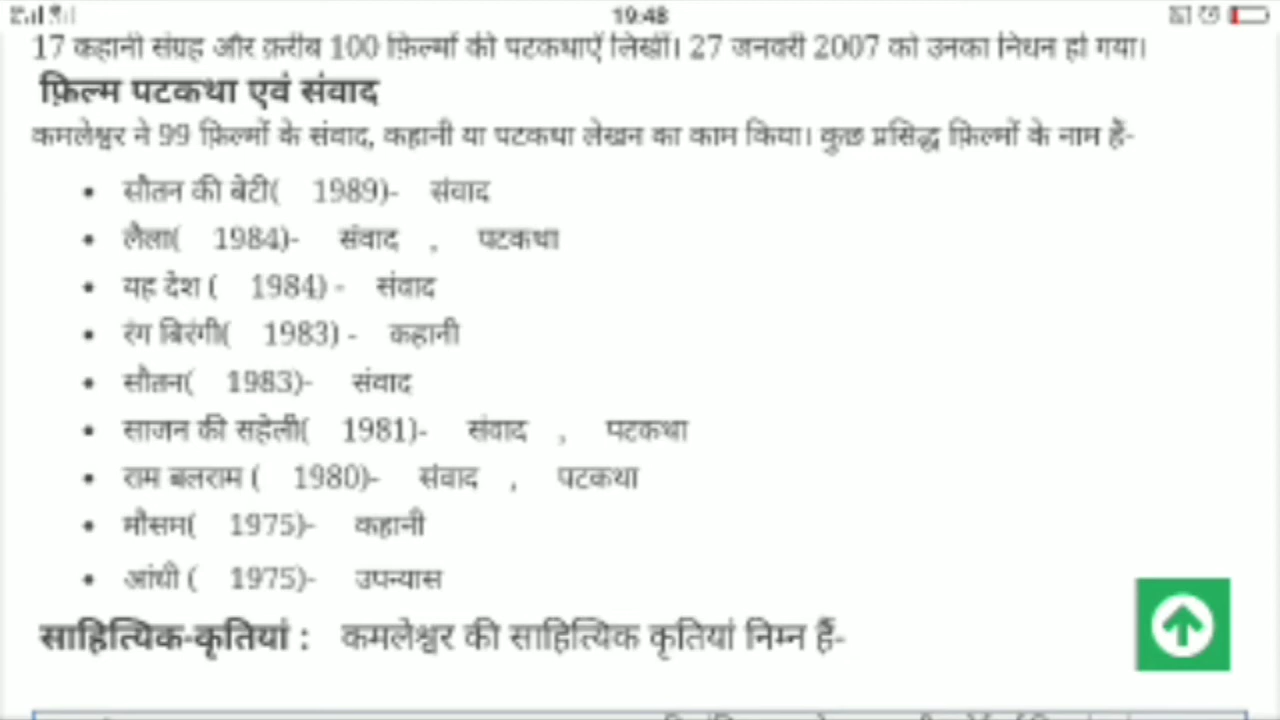 19:48
17 कहानी संग्रह और क़रीब 100 फ़िल्मों की पटकथाएँ लिखीं। 27 जनवरी 2007 को उनका निधन हो गया।
फ़िल्म पटकथा एवं संवाद
कमलेश्वर ने 99 फ़िल्मों के संवाद, कहानी या पटकथा लेखन का काम किया। कुछ प्रसिद्ध फ़िल्मों के नाम हैं-
• सौतन की बेटी( 1989)- संवाद
• लैला( 1984)- संवाद , पटकथा
• यह देश ( 1984) - संवाद
• रंग बिरंगी( 1983) - कहानी
• सौतन( 1983)- संवाद
• साजन की सहेली( 1981)- संवाद , पटकथा
• राम बलराम ( 1980)- संवाद , पटकथा
• मौसम( 1975)- कहानी
• आंधी ( 1975)- उपन्यास
साहित्यिक-कृतियां : कमलेश्वर की साहित्यिक कृतियां निम्न हैं-